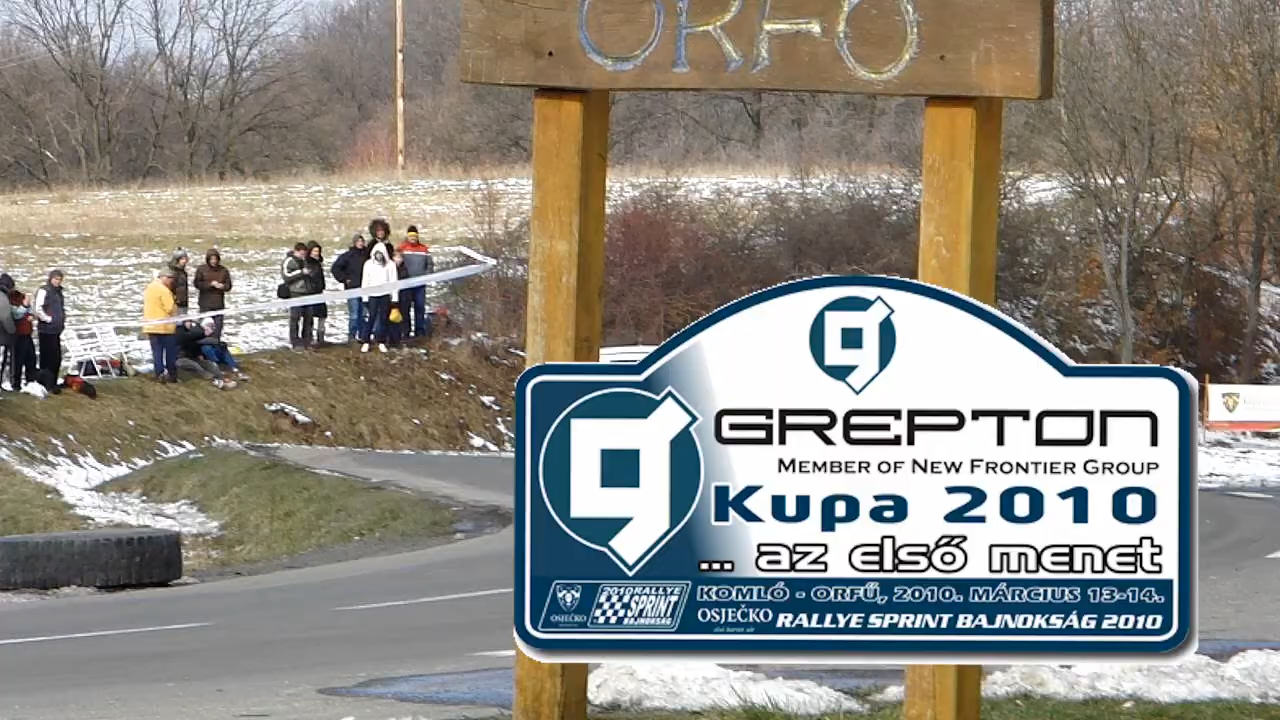 ORFŰ
GREPTON
MEMBER OF NEW FRONTIER GROUP
Kupa 2010
... az első menet
KOMLÓ - ORFŰ, 2010. MÁRCIUS 13-14.
OSJEČKO
2010 RALLYE
SPRINT
BAJNOKSÁG
OSJEČKO
RALLYE SPRINT BAJNOKSÁG 2010